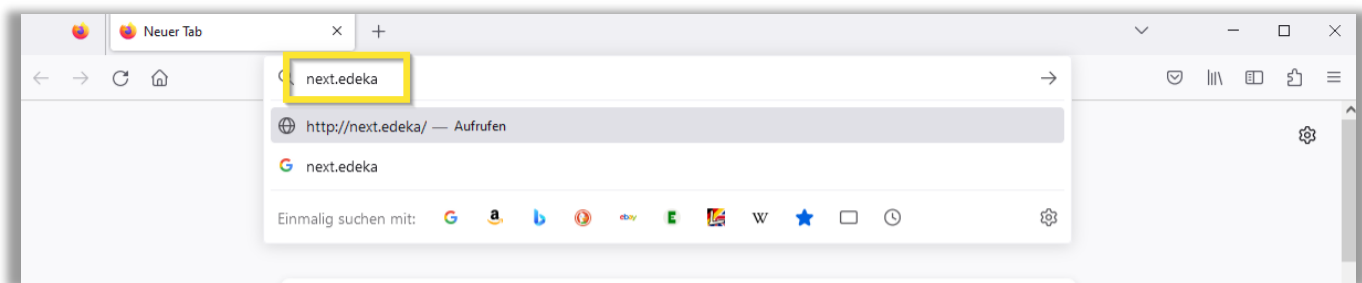 Neuer Tab
next.edeka
http://next.edeka/ — Aufrufen
next.edeka
Einmalig suchen mit: